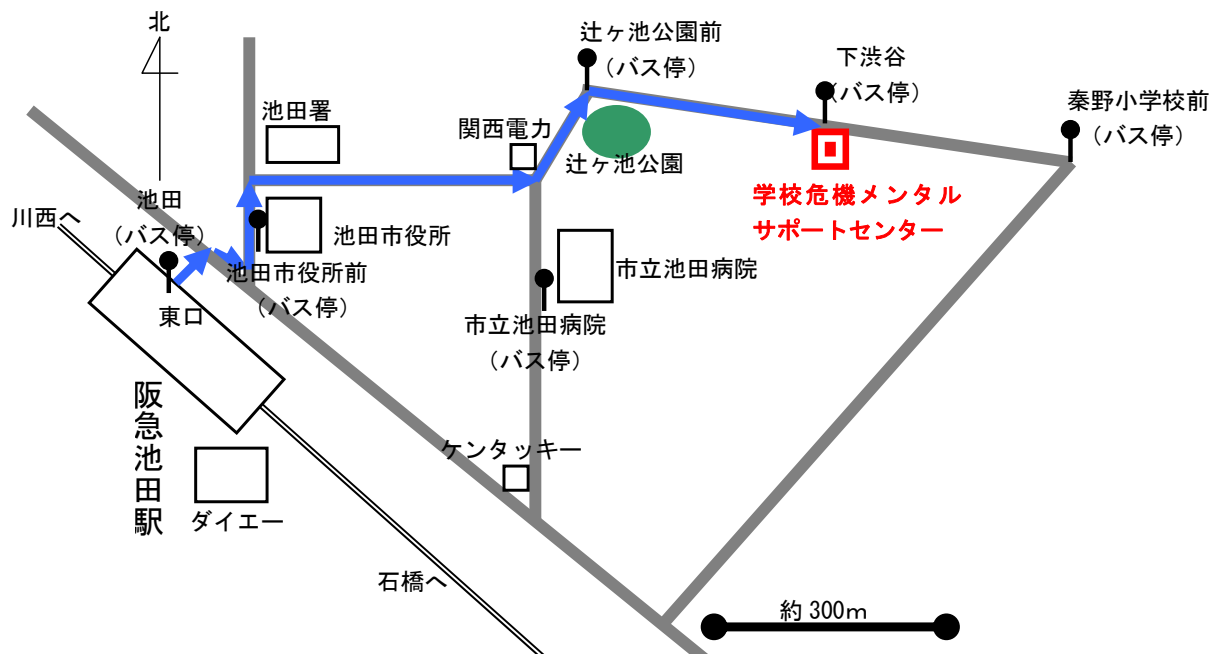 北
辻ヶ池公園前
（バス停）
下渋谷
（バス停）
秦野小学校前
（バス停）
池田署
関西電力
辻ヶ池公園
学校危機メンタル
サポートセンター
池田
（バス停）
川西へ
池田市役所
池田市役所前
（バス停）
東口
市立池田病院
市立池田病院
（バス停）
阪急池田駅
ケンタッキー
ダイエー
石橋へ
約300m